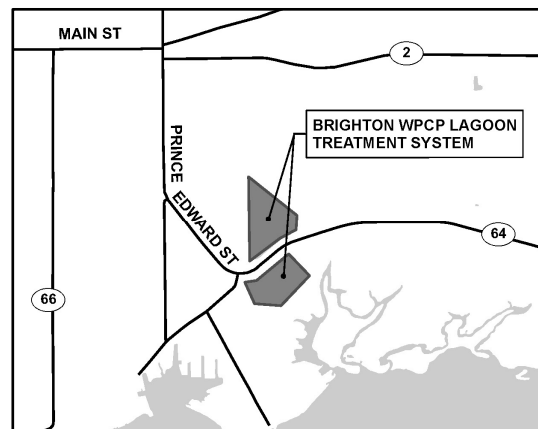 MAIN ST
2
BRIGHTON WPCP LAGOON
TREATMENT SYSTEM
PRINCE
EDWARD ST
64
66